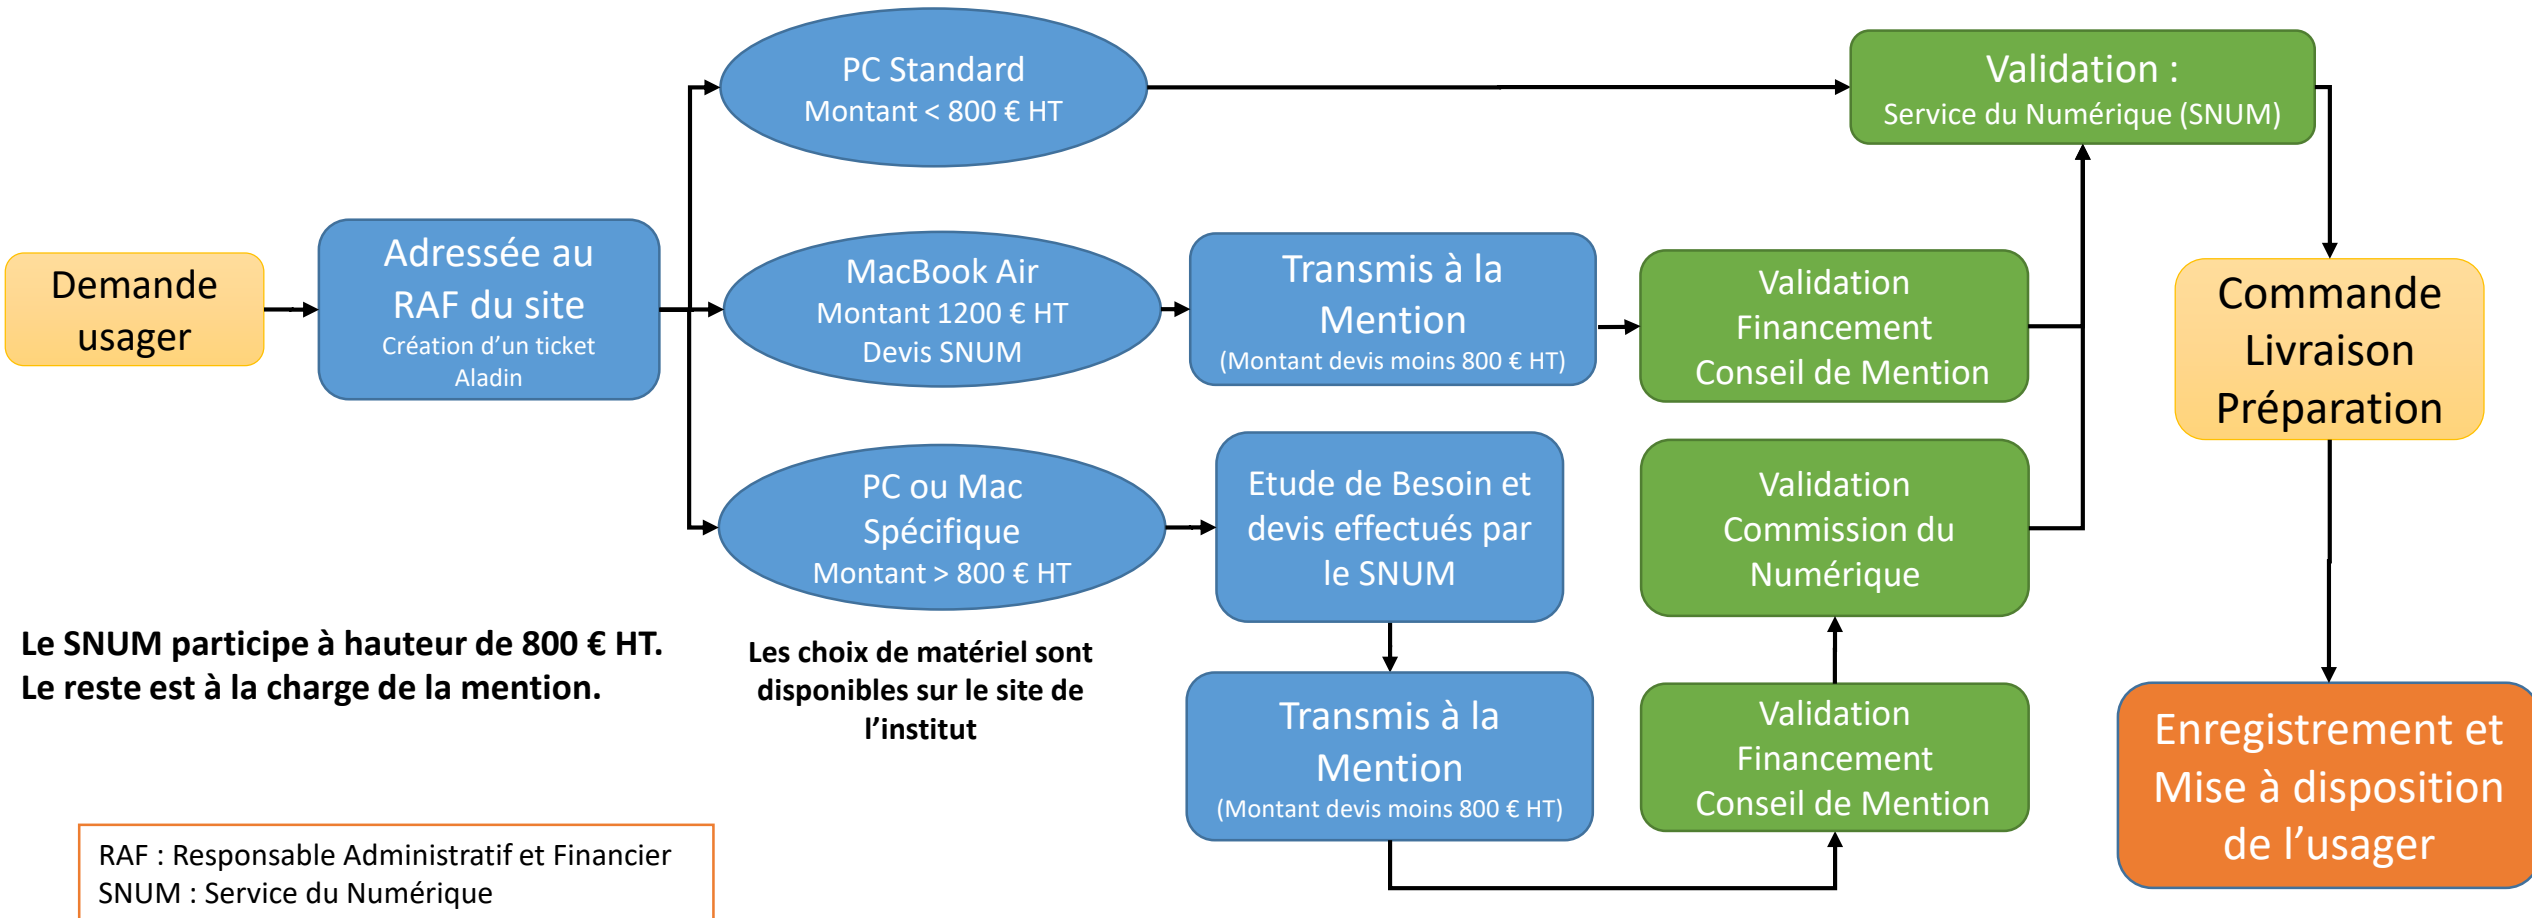 Demande
usager
Adressée au
RAF du site
Création d’un ticket
Aladin
PC Standard
Montant < 800 € HT
MacBook Air
Montant 1200 € HT
Devis SNUM
PC ou Mac
Spécifique
Montant > 800 € HT
Transmis à la
Mention
(Montant devis moins 800 € HT)
Etude de Besoin et
devis effectués par
le SNUM
Transmis à la
Mention
(Montant devis moins 800 € HT)
Validation
Financement
Conseil de Mention
Validation
Commission du
Numérique
Validation
Financement
Conseil de Mention
Validation :
Service du Numérique (SNUM)
Commande
Livraison
Préparation
Enregistrement et
Mise à disposition
de l’usager
Le SNUM participe à hauteur de 800 € HT.
Le reste est à la charge de la mention.
Les choix de matériel sont
disponibles sur le site de
l’institut
RAF : Responsable Administratif et Financier
SNUM : Service du Numérique